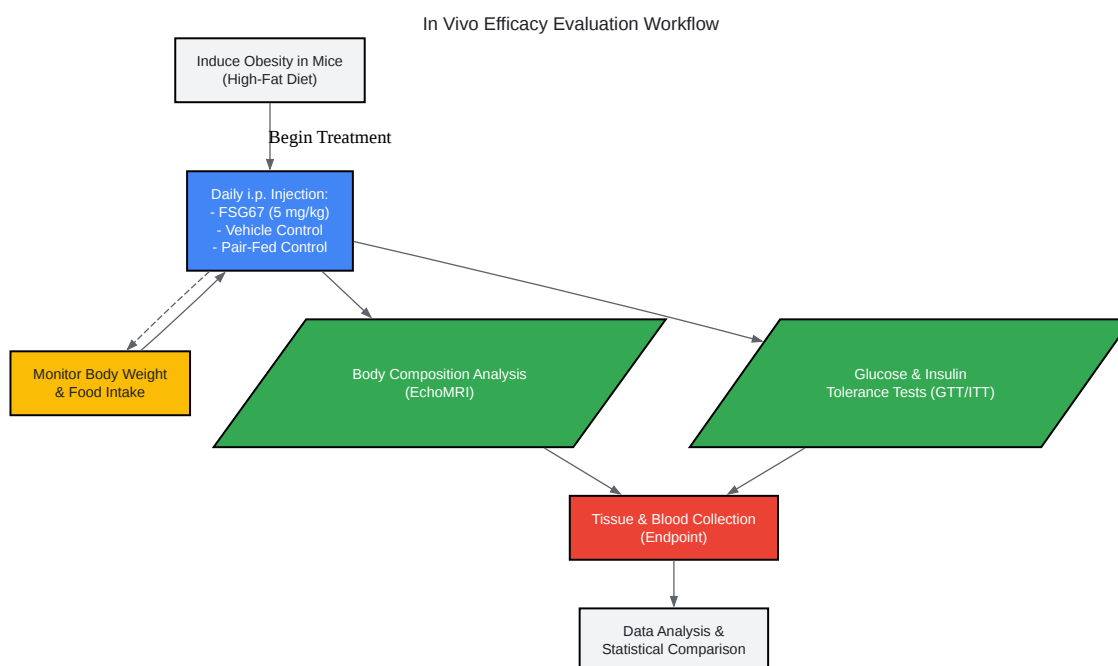 In Vivo Efficacy Evaluation Workflow
Induce Obesity in Mice
(High-Fat Diet)
Begin Treatment
Daily i.p. Injection:
- FSG67 (5 mg/kg)
- Vehicle Control
- Pair-Fed Control
Monitor Body Weight
& Food Intake
Body Composition Analysis
(EchoMRI)
Glucose & Insulin
Tolerance Tests (GTT/ITT)
Tissue & Blood Collection
(Endpoint)
Data Analysis &
Statistical Comparison